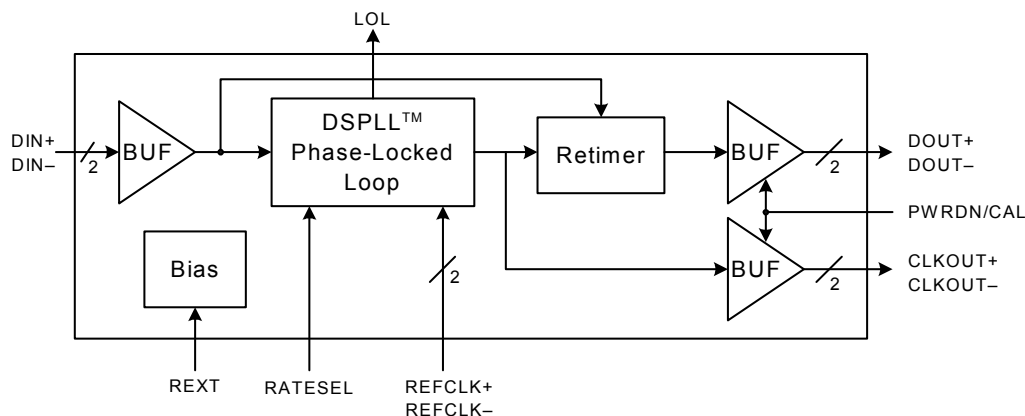 LOL
DIN+
DIN–
2
BUF
DSPLL™
Phase-Locked
Loop
Retimer
BUF
2
DOUT+
DOUT–
PWRDN/CAL
Bias
2
BUF
2
CLKOUT+
CLKOUT–
REXT
RATESEL
REFCLK+
REFCLK–